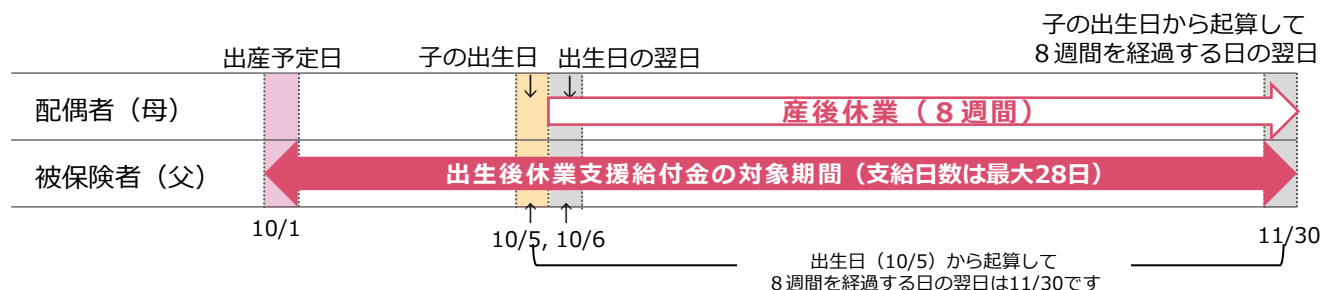 子の出生日から起算して
８週間を経過する日の翌日
出産予定日
子の出生日
出生日の翌日
配偶者（母）
産後休業（８週間）
被保険者（父）
出生後休業支援給付金の対象期間（支給日数は最大28日）
10/1
10/5, 10/6
11/30
出生日（10/5）から起算して
８週間を経過する日の翌日は11/30です